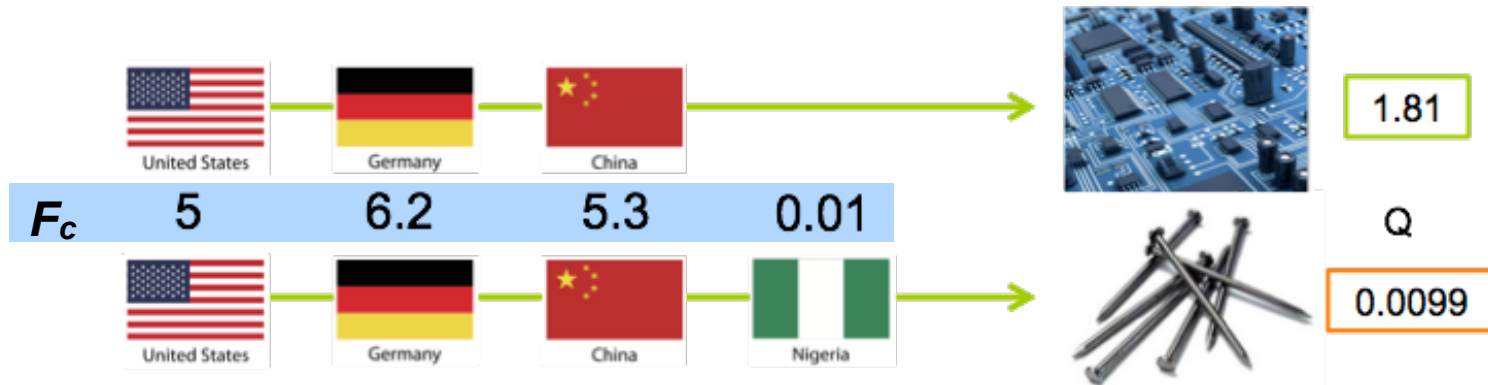 United States Germany China
1.81
Fc 5 6.2 5.3 0.01
Q
United States Germany China Nigeria
0.0099